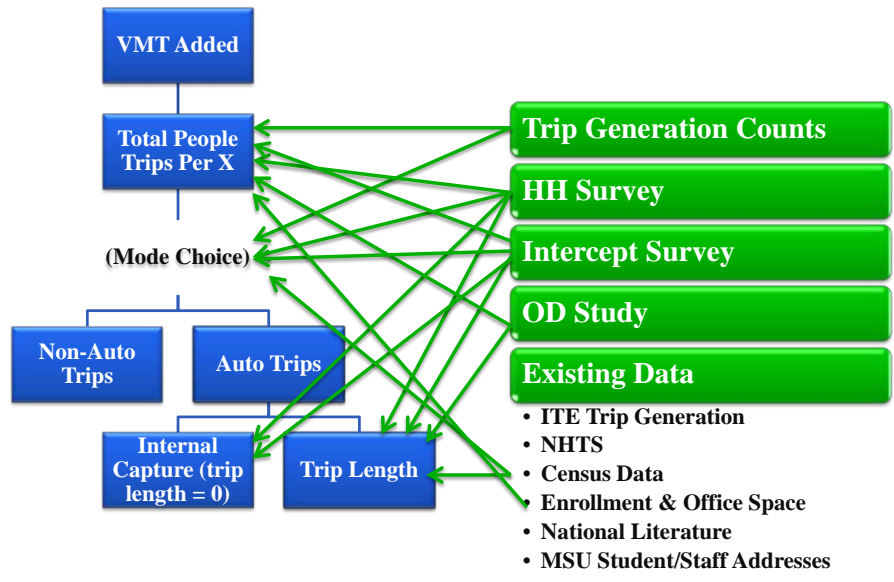 VMT Added
Total People
Trips Per X
(Mode Choice)
Non-Auto
Trips
Auto Trips
Internal
Capture (trip
length = 0)
Trip Length
Trip Generation Counts
HH Survey
Intercept Survey
OD Study
Existing Data
• ITE Trip Generation
• NHTS
• Census Data
• Enrollment & Office Space
• National Literature
• MSU Student/Staff Addresses